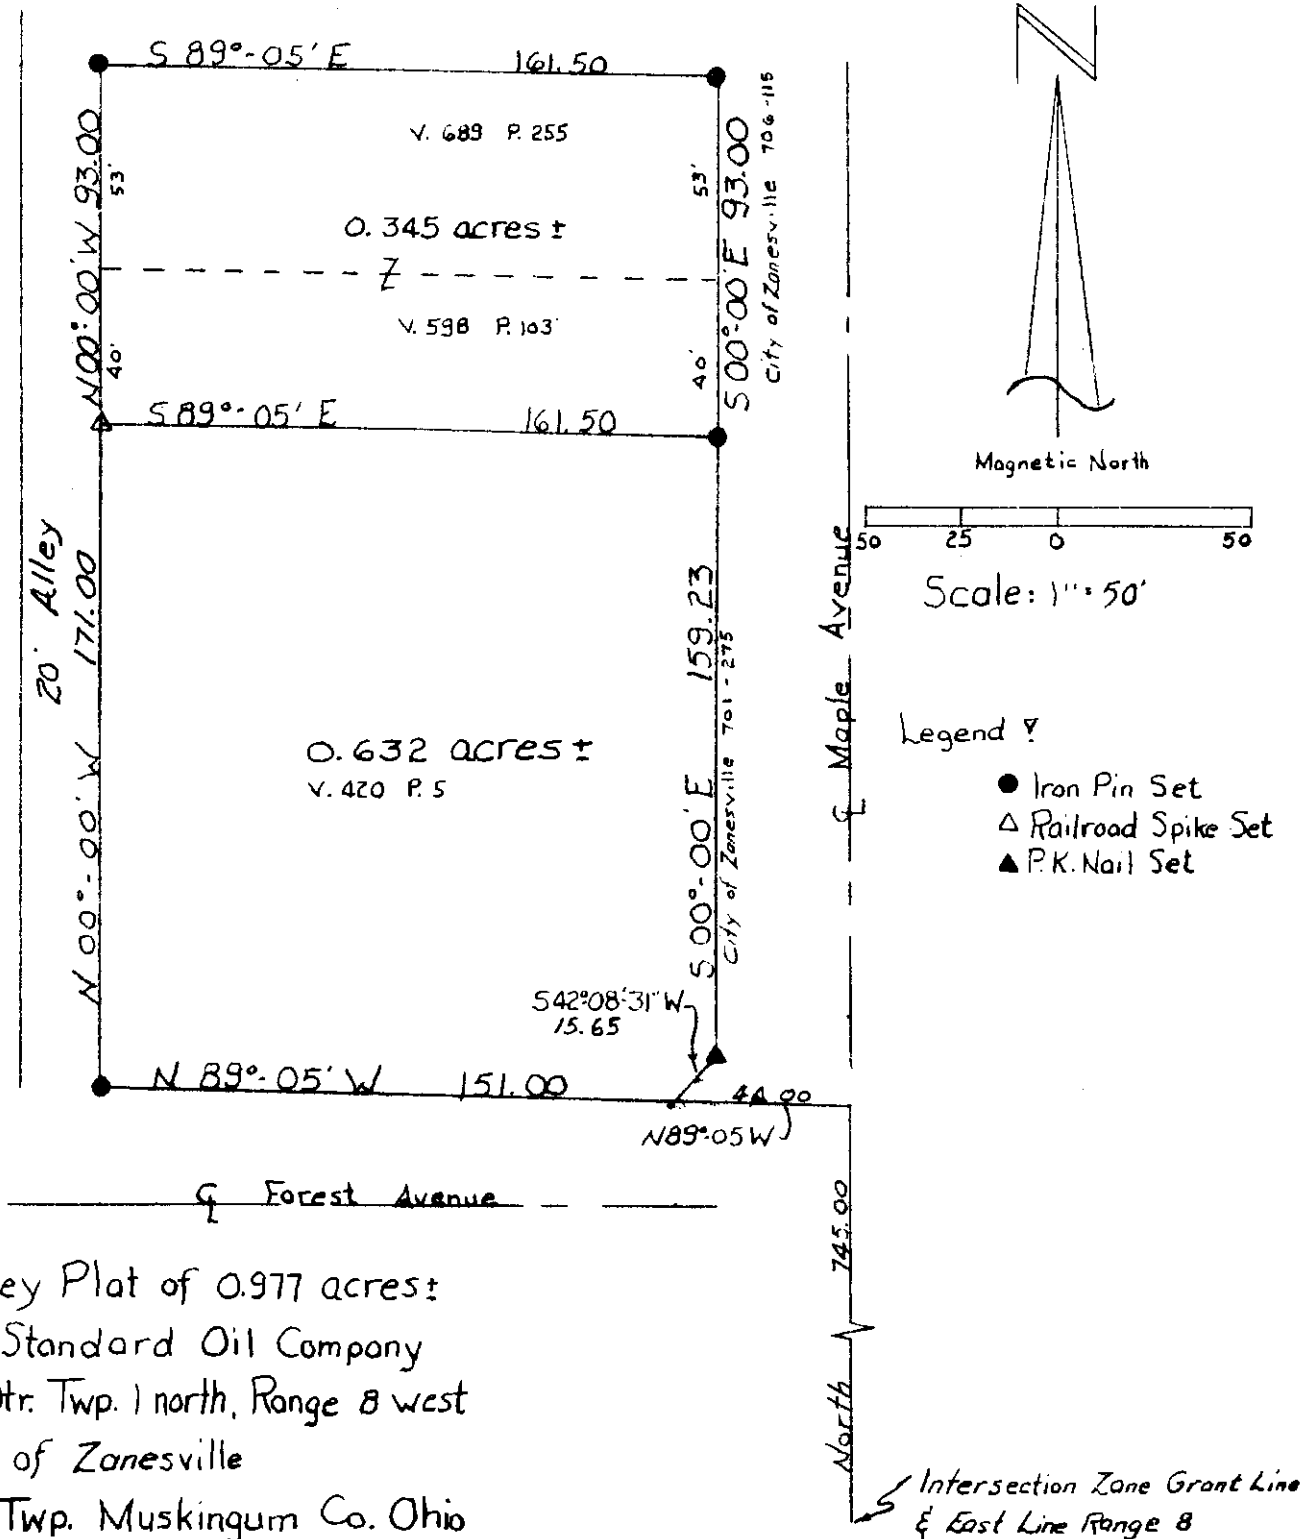 N
S 89°-05' E 161.50
V. 689 P. 255
N00°-00'W 93.00
53'
53'
S 00°-00'E 93.00
City of Zanesville 706-115
0.345 acres ±
Z
V. 598 P. 103
40'
40'
S 89°-05' E 161.50
Magnetic North
50 25 0 50
Scale: 1" = 50'
20' Alley
N 00°-00' W 171.00
S 00°-00' E 159.23
City of Zanesville 701-275
℄ Maple Avenue
0.632 acres ±
V. 420 P. 5
Legend
Iron Pin Set
Railroad Spike Set
P.K. Nail Set
S42°08'31"W
15.65
N 89°-05' W 151.00
44.00
N89°-05W
℄ Forest Avenue
North 745.00
ey Plat of 0.977 acres±
Standard Oil Company
tr. Twp. 1 north, Range 8 west
of Zanesville
Twp. Muskingum Co. Ohio
Intersection Zane Grant Line
& East Line Range 8